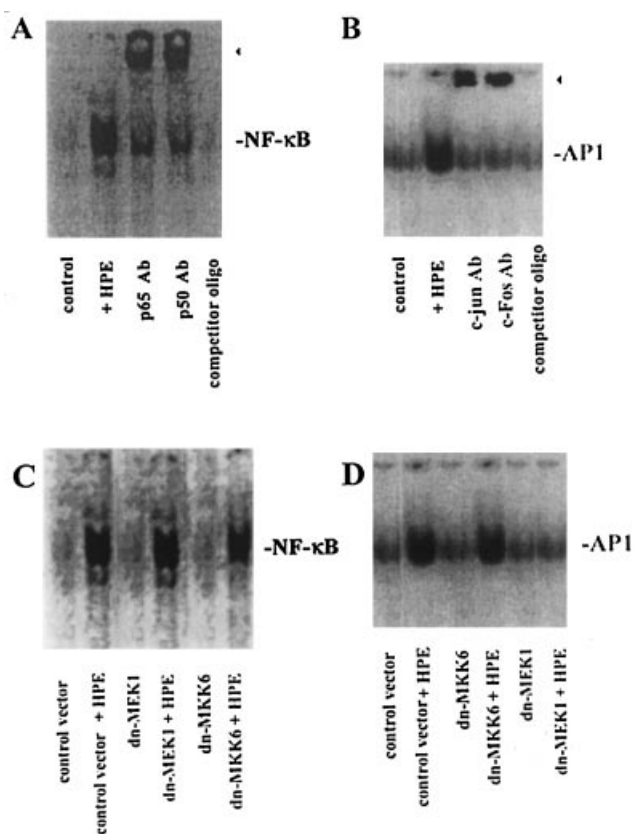 A
-NF-κB
control
+ HPE
p65 Ab
p50 Ab
competitor oligo
B
-AP1
control
+ HPE
c-jun Ab
c-Fos Ab
competitor oligo
C
-NF-κB
control vector
control vector + HPE
dn-MEK1
dn-MEK1 + HPE
dn-MKK6
dn-MKK6 + HPE
D
-AP1
control vector
control vector+ HPE
dn-MKK6
dn-MKK6 + HPE
dn-MEK1
dn-MEK1 + HPE